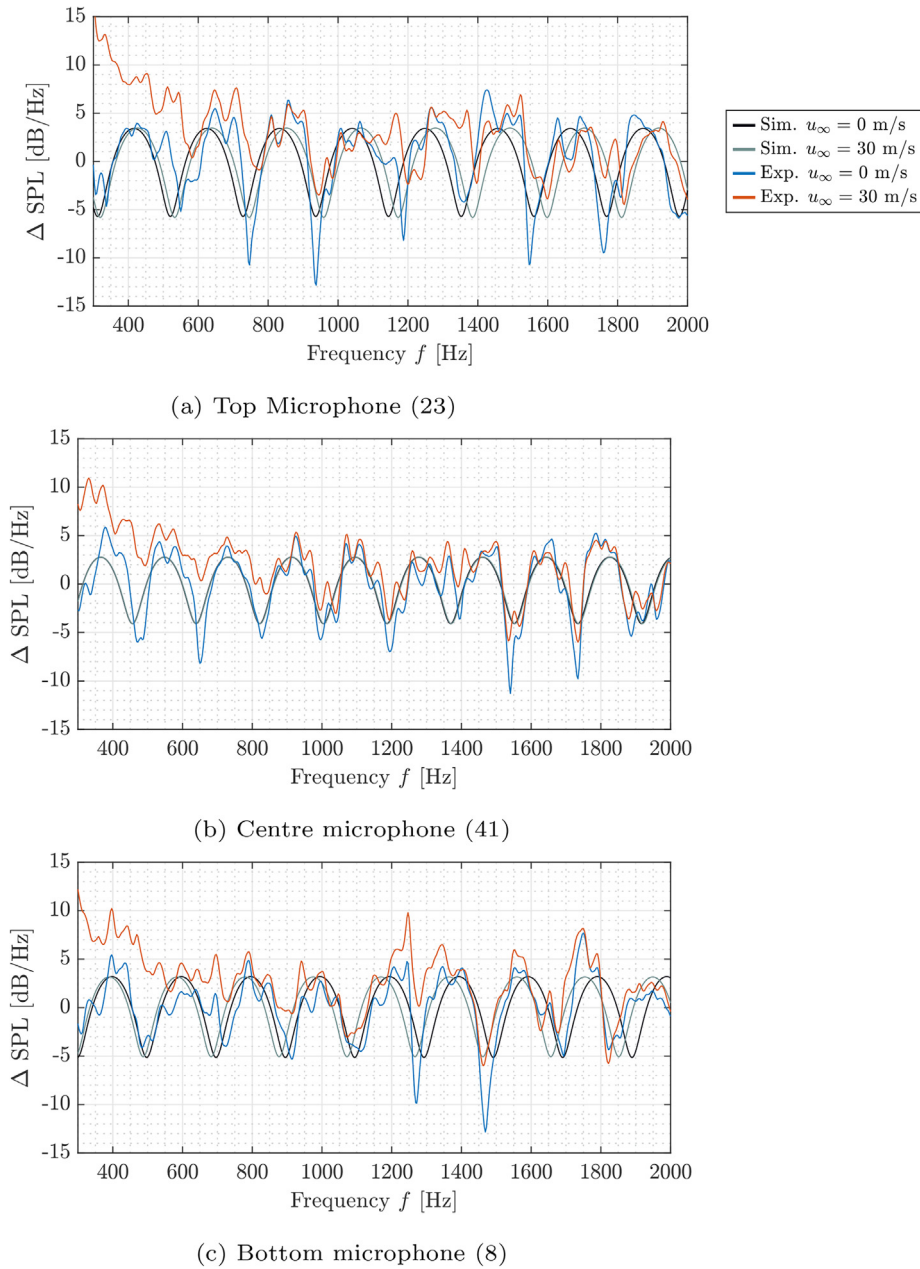 15
10
5
0
-5
-10
-15
Δ SPL [dB/Hz]
400 600 800 1000 1200 1400 1600 1800 2000
Frequency f [Hz]
Sim. u∞ = 0 m/s
Sim. u∞ = 30 m/s
Exp. u∞ = 0 m/s
Exp. u∞ = 30 m/s
(a) Top Microphone (23)
15
10
5
0
-5
-10
-15
Δ SPL [dB/Hz]
400 600 800 1000 1200 1400 1600 1800 2000
Frequency f [Hz]
(b) Centre microphone (41)
15
10
5
0
-5
-10
-15
Δ SPL [dB/Hz]
400 600 800 1000 1200 1400 1600 1800 2000
Frequency f [Hz]
(c) Bottom microphone (8)